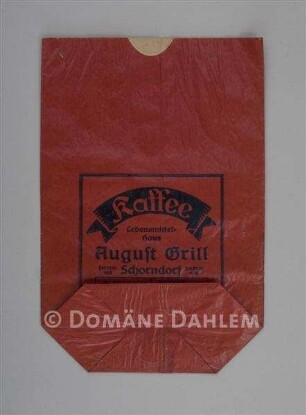 Kaffee
Lebensmittel-
Haus
August Grill
Schorndorf
© DOMÄNE DAHLEM